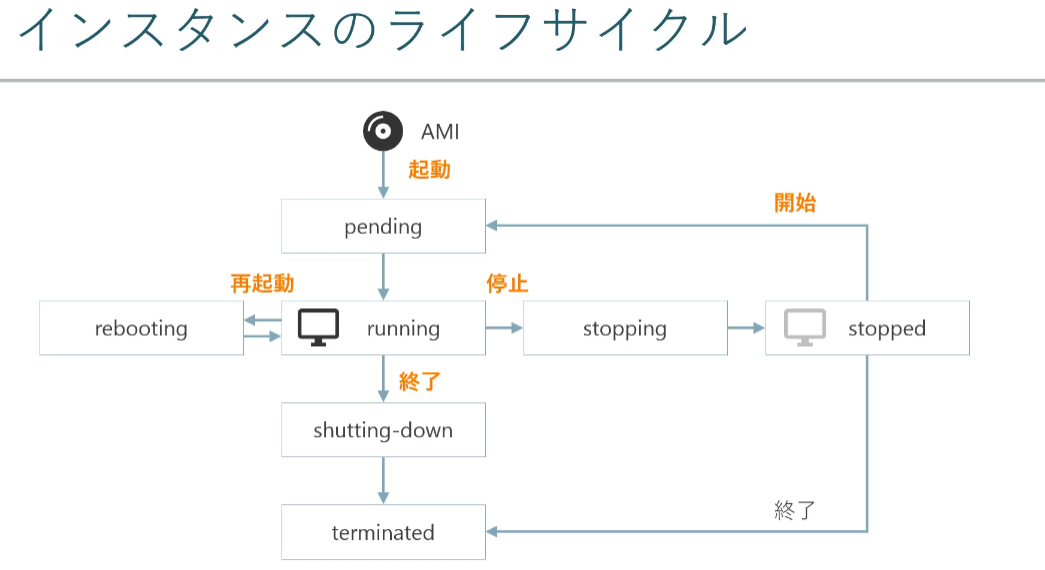 インスタンスのライフサイクル
AMI
起動
開始
pending
再起動
停止
rebooting
running
stopping
stopped
終了
shutting-down
終了
terminated